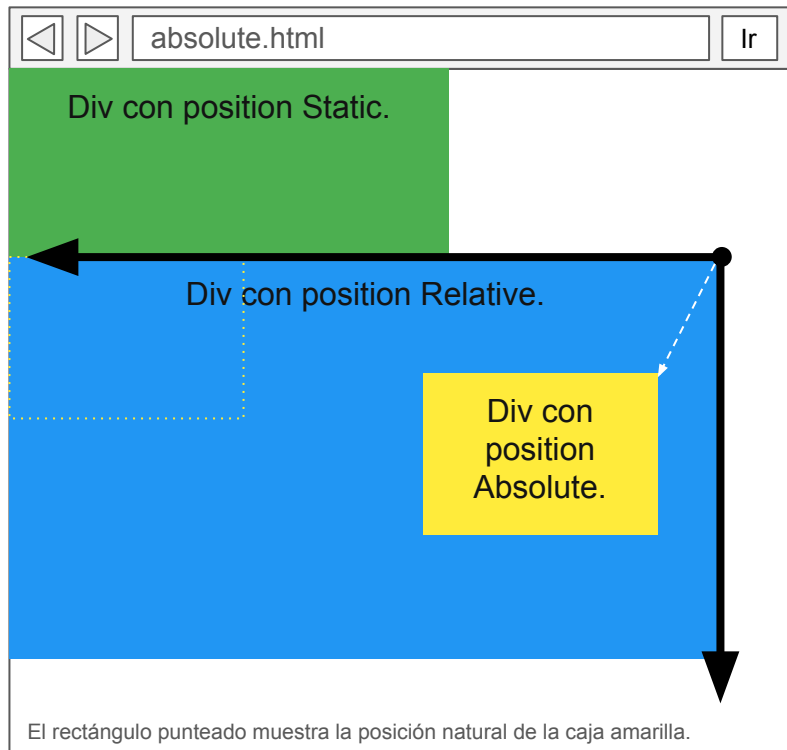 absolute.html
Ir
Div con position Static.
Div con position Relative.
Div con
position
Absolute.
El rectángulo punteado muestra la posición natural de la caja amarilla.